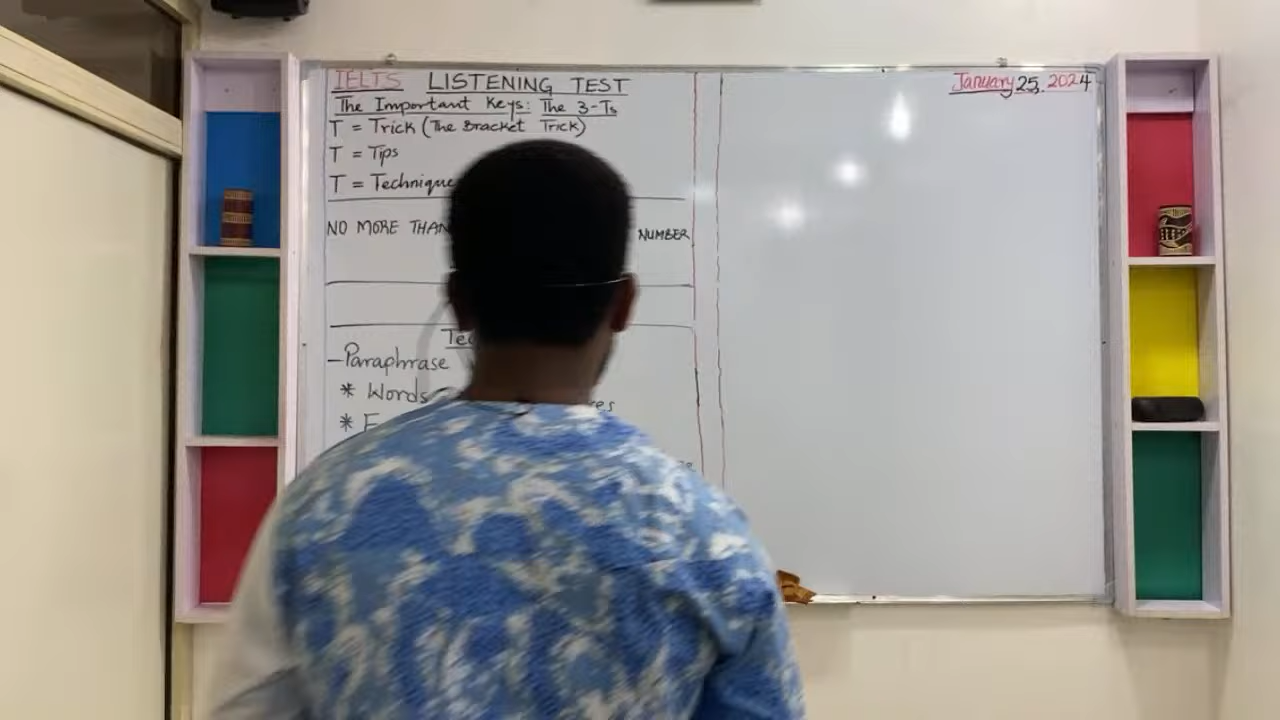 IELTS LISTENING TEST
January 25, 2024
The Important Keys: The 3-Ts
T = Trick (The Bracket Trick)
T = Tips
T = Technique
NO MORE THAN NUMBER
-Paraphrase
* Words
*